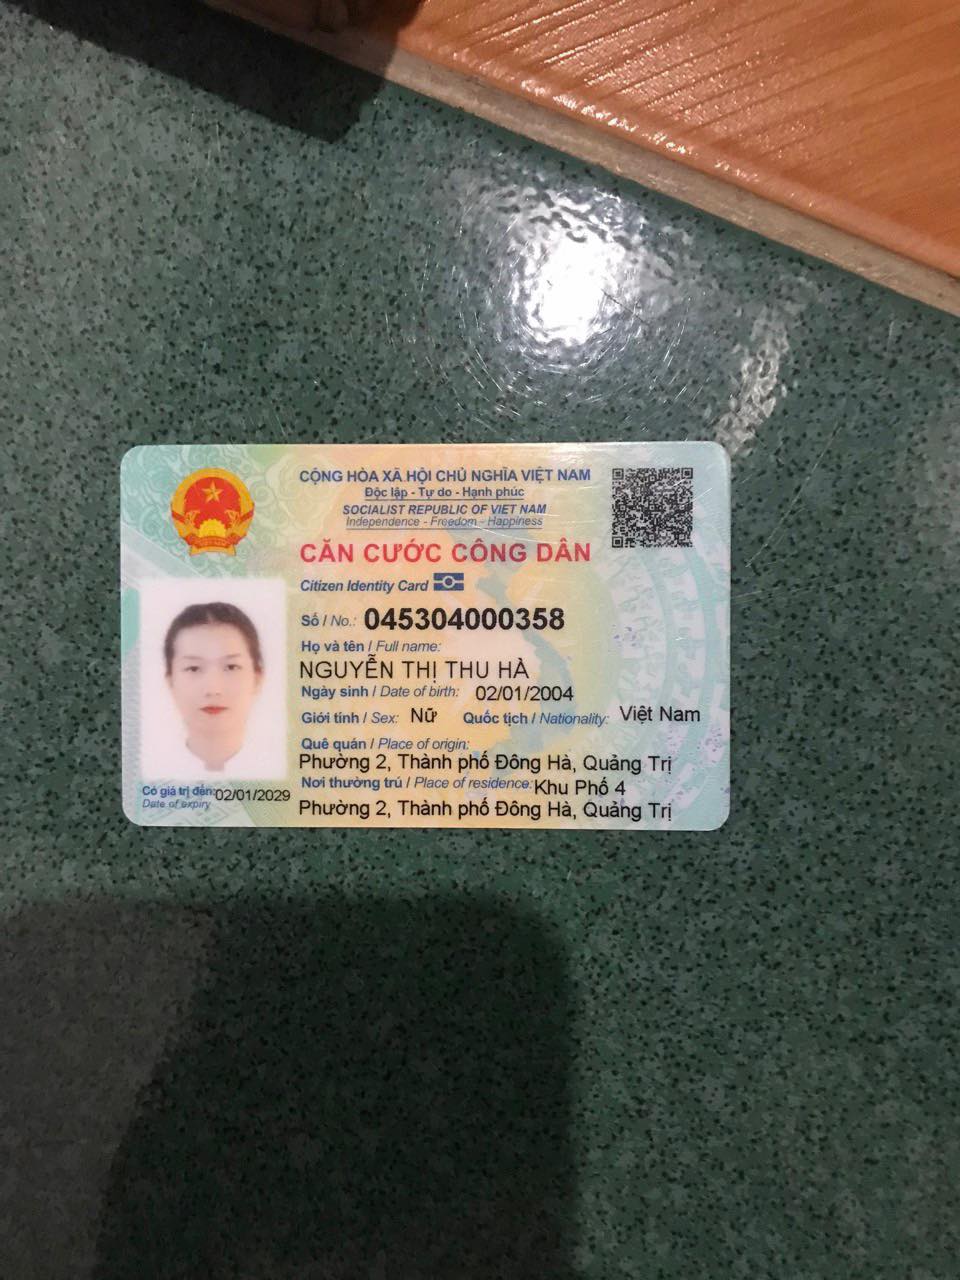 CỘNG HÒA XÃ HỘI CHỦ NGHĨA VIỆT NAM
Độc lập - Tự do - Hạnh phúc
SOCIALIST REPUBLIC OF VIET NAM
Independence - Freedom - Happiness
CĂN CƯỚC CÔNG DÂN
Citizen Identity Card
Số / No.: 045304000358
Họ và tên / Full name:
NGUYỄN THỊ THU HÀ
Ngày sinh / Date of birth: 02/01/2004
Giới tính / Sex: Nữ Quốc tịch / Nationality: Việt Nam
Quê quán / Place of origin:
Phường 2, Thành phố Đông Hà, Quảng Trị
Nơi thường trú / Place of residence: Khu Phố 4
Phường 2, Thành phố Đông Hà, Quảng Trị
Có giá trị đến: 02/01/2029
Date of expiry